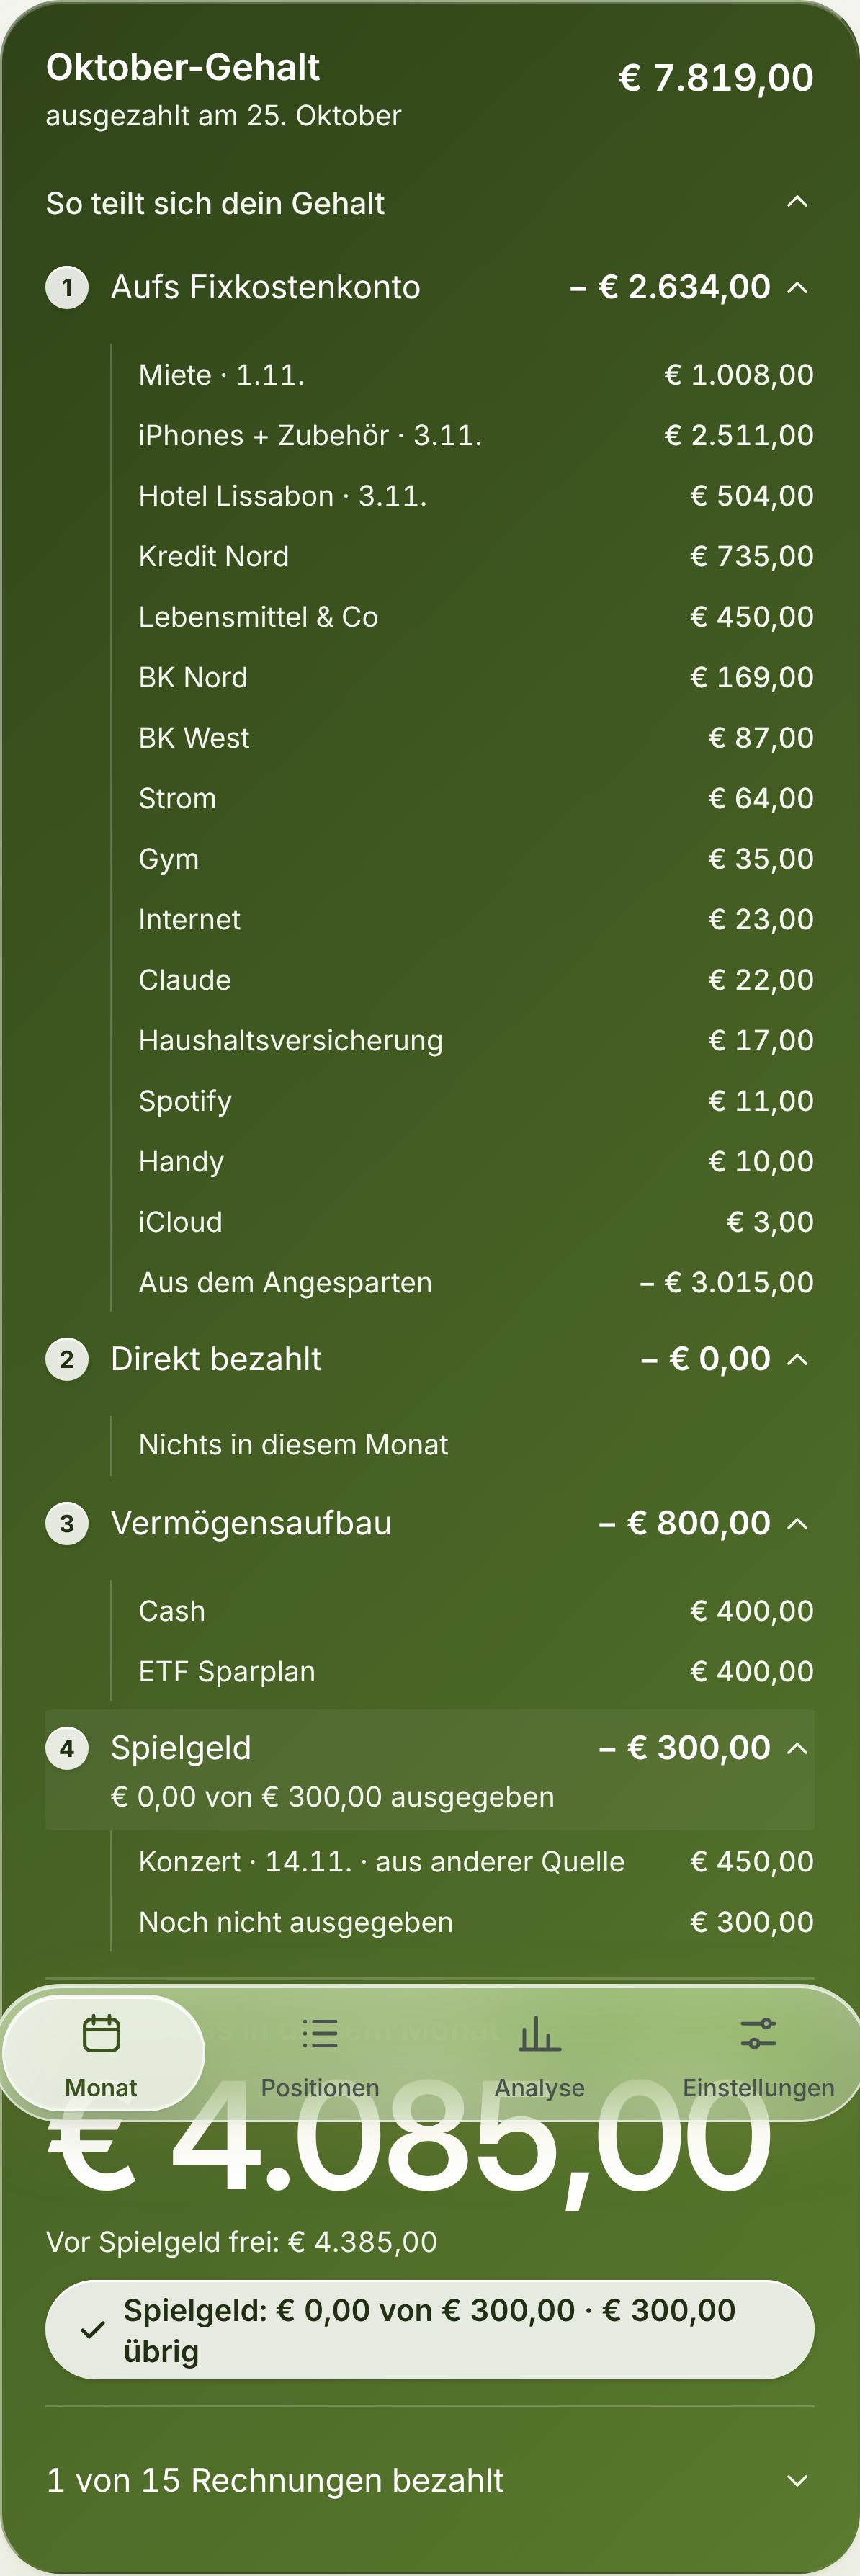 Oktober-Gehalt
€ 7.819,00
ausgezahlt am 25. Oktober
So teilt sich dein Gehalt
1 Aufs Fixkostenkonto – € 2.634,00
Miete · 1.11. € 1.008,00
iPhones + Zubehör · 3.11. € 2.511,00
Hotel Lissabon · 3.11. € 504,00
Kredit Nord € 735,00
Lebensmittel & Co € 450,00
BK Nord € 169,00
BK West € 87,00
Strom € 64,00
Gym € 35,00
Internet € 23,00
Claude € 22,00
Haushaltsversicherung € 17,00
Spotify € 11,00
Handy € 10,00
iCloud € 3,00
Aus dem Angesparten – € 3.015,00
2 Direkt bezahlt – € 0,00
Nichts in diesem Monat
3 Vermögensaufbau – € 800,00
Cash € 400,00
ETF Sparplan € 400,00
4 Spielgeld – € 300,00
€ 0,00 von € 300,00 ausgegeben
Konzert · 14.11. · aus anderer Quelle € 450,00
Noch nicht ausgegeben € 300,00
Monat Positionen Analyse Einstellungen
€ 4.085,00
Vor Spielgeld frei: € 4.385,00
Spielgeld: € 0,00 von € 300,00 · € 300,00
übrig
1 von 15 Rechnungen bezahlt